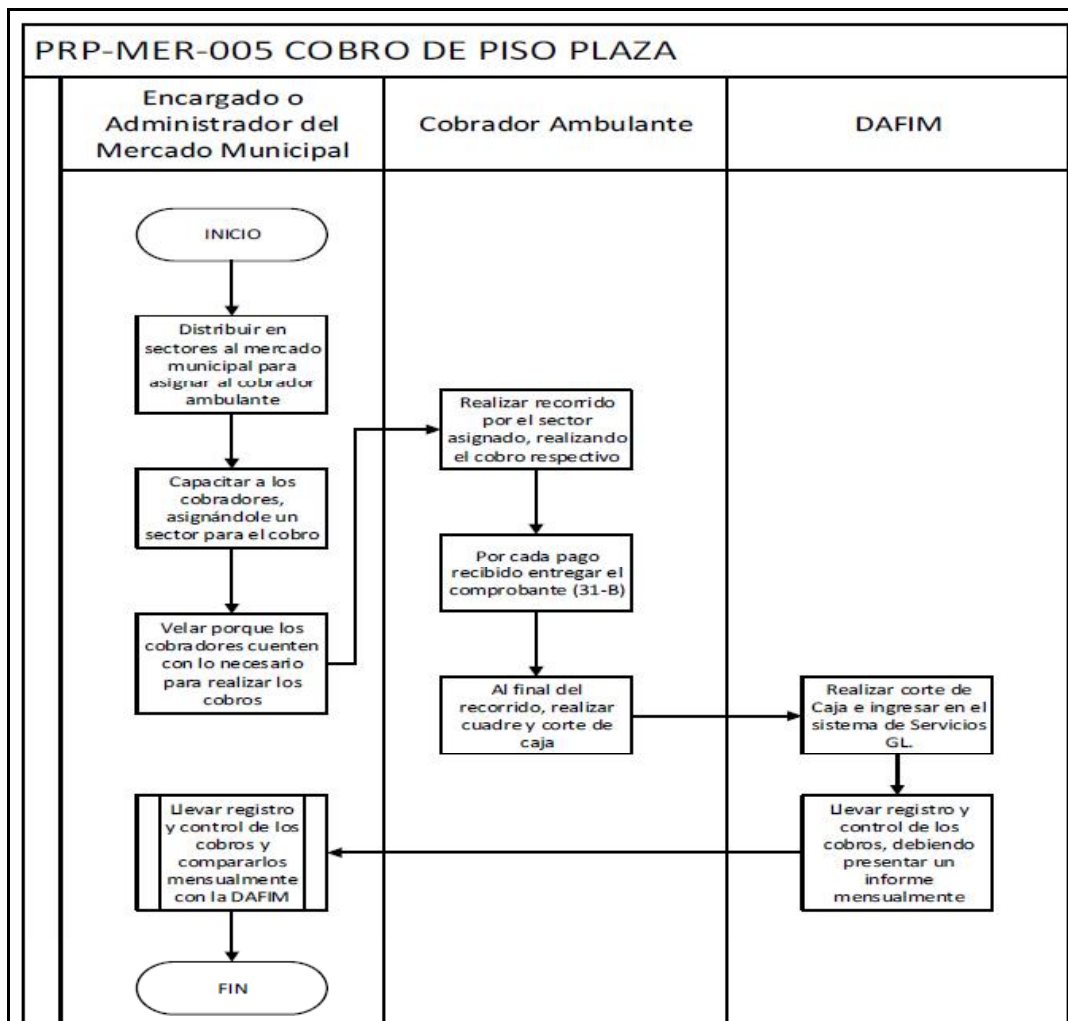 PRP-MER-005 COBRO DE PISO PLAZA
Encargado o
Administrador del
Mercado Municipal
Cobrador Ambulante
DAFIM
INICIO
Distribuir en
sectores al mercado
municipal para
asignar al cobrador
ambulante
Capacitar a los
cobradores,
asignándole un
sector para el cobro
Velar porque los
cobradores cuenten
con lo necesario
para realizar los
cobros
Realizar recorrido
por el sector
asignado, realizando
el cobro respectivo
Por cada pago
recibido entregar el
comprobante (31-B)
Al final del
recorrido, realizar
cuadre y corte de
caja
Realizar corte de
Caja e ingresar en el
sistema de Servicios
GL.
Llevar registro y
control de los
cobros, debiendo
presentar un
informe
mensualmente
Llevar registro
y control de los
cobros y
compararlos
mensualmente
con la DAFIM
FIN